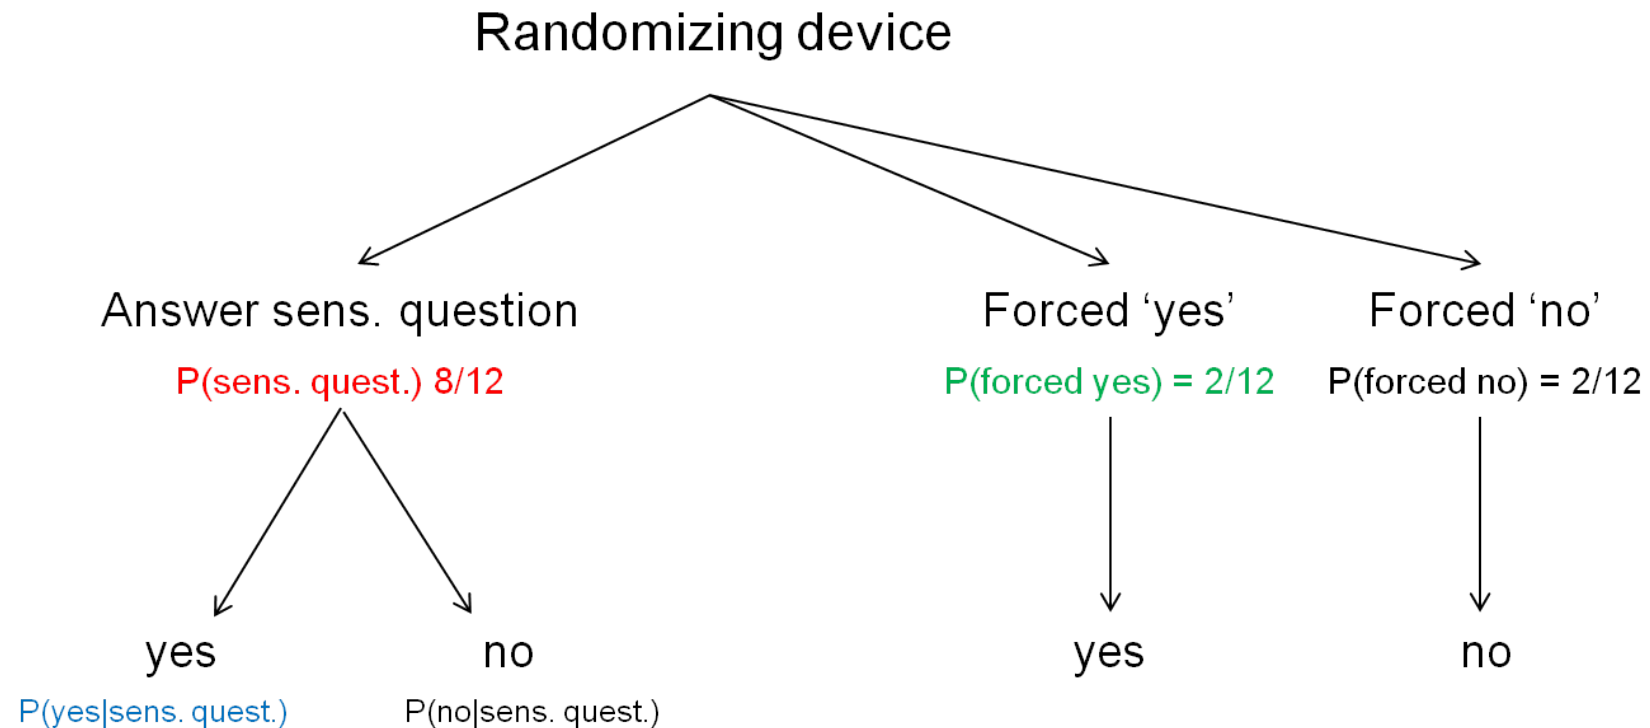 Randomizing device
Answer sens. question
Forced ‘yes’
Forced ‘no’
P(sens. quest.) 8/12
P(forced yes) = 2/12
P(forced no) = 2/12
yes
no
yes
no
P(yes|sens. quest.)
P(no|sens. quest.)